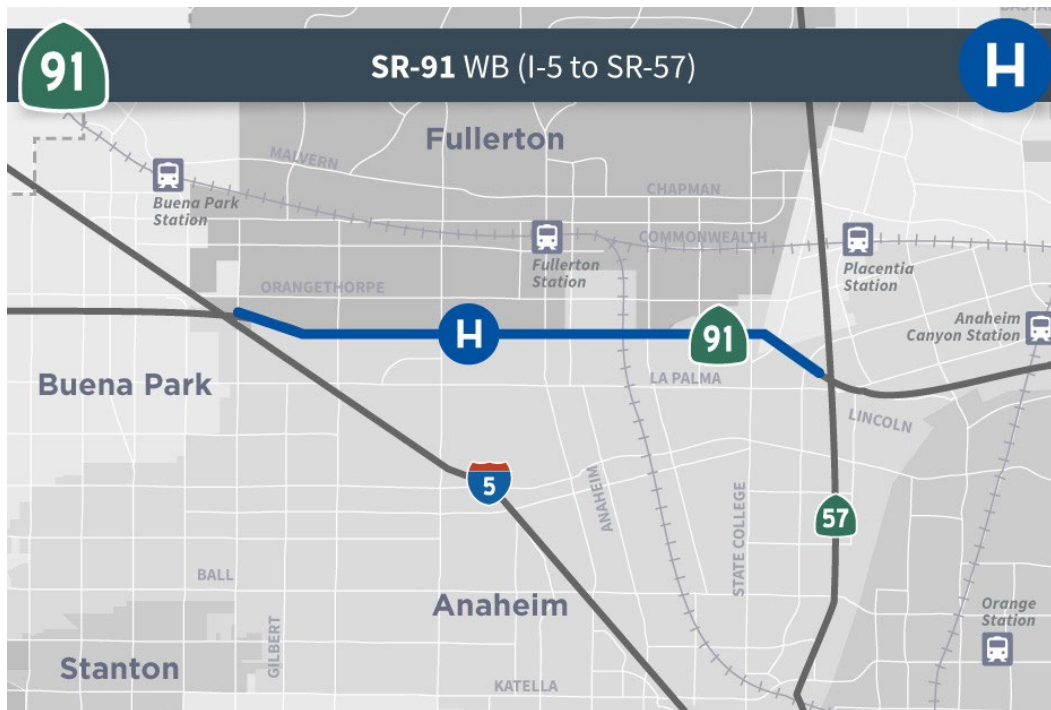 91
SR-91 WB (I-5 to SR-57)
H
Fullerton
MALVERN
CHAPMAN
Buena Park
Station
COMMONWEALTH
Fullerton
Station
Placentia
Station
ORANGETHORPE
Anaheim
Canyon Station
H
91
Buena Park
LA PALMA
LINCOLN
5
ANAHEIM
STATE COLLEGE
57
BALL
Anaheim
Orange
Station
GILBERT
Stanton
KATELLA